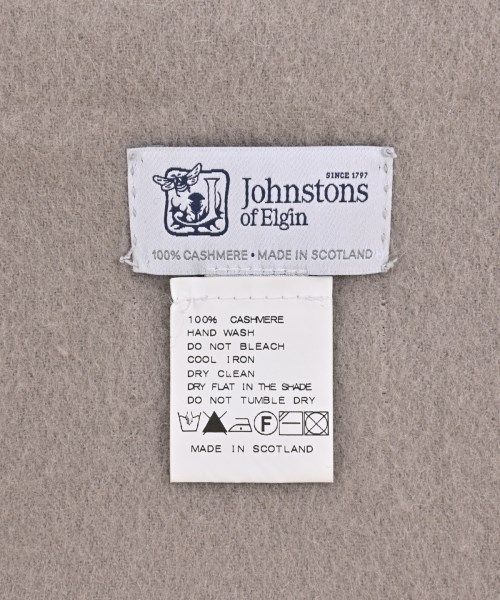 SINCE 1797
Johnstons
of Elgin
100% CASHMERE • MADE IN SCOTLAND
100% CASHMERE
HAND WASH
DO NOT BLEACH
COOL IRON
DRY CLEAN
DRY FLAT IN THE SHADE
DO NOT TUMBLE DRY
F
MADE IN SCOTLAND